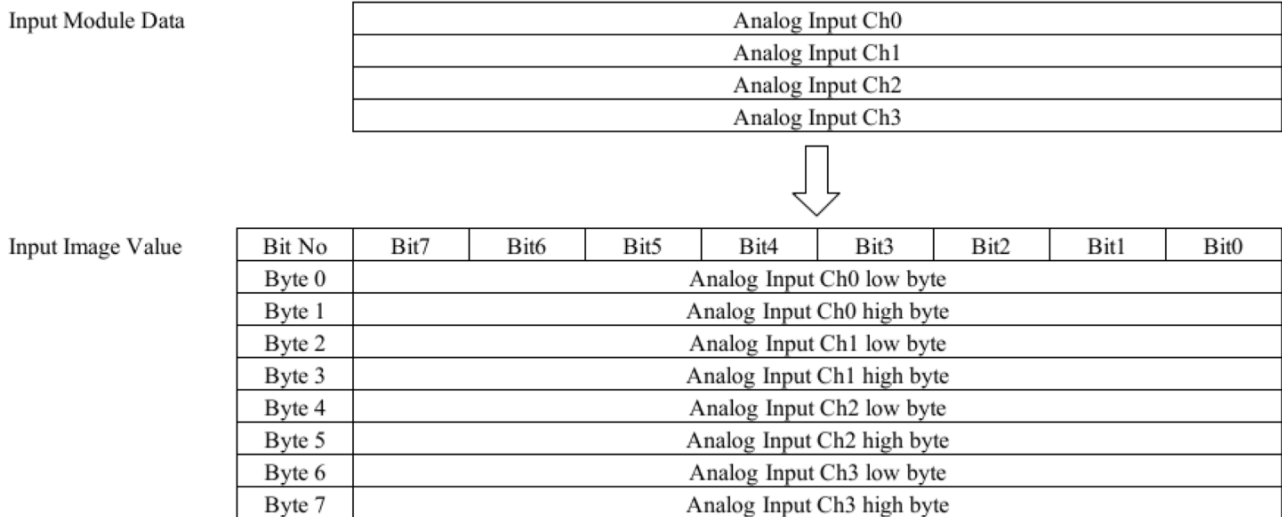 Input Module Data
Analog Input Ch0
Analog Input Ch1
Analog Input Ch2
Analog Input Ch3
Input Image Value
Bit No Bit7 Bit6 Bit5 Bit4 Bit3 Bit2 Bit1 Bit0
Byte 0 Analog Input Ch0 low byte
Byte 1 Analog Input Ch0 high byte
Byte 2 Analog Input Ch1 low byte
Byte 3 Analog Input Ch1 high byte
Byte 4 Analog Input Ch2 low byte
Byte 5 Analog Input Ch2 high byte
Byte 6 Analog Input Ch3 low byte
Byte 7 Analog Input Ch3 high byte